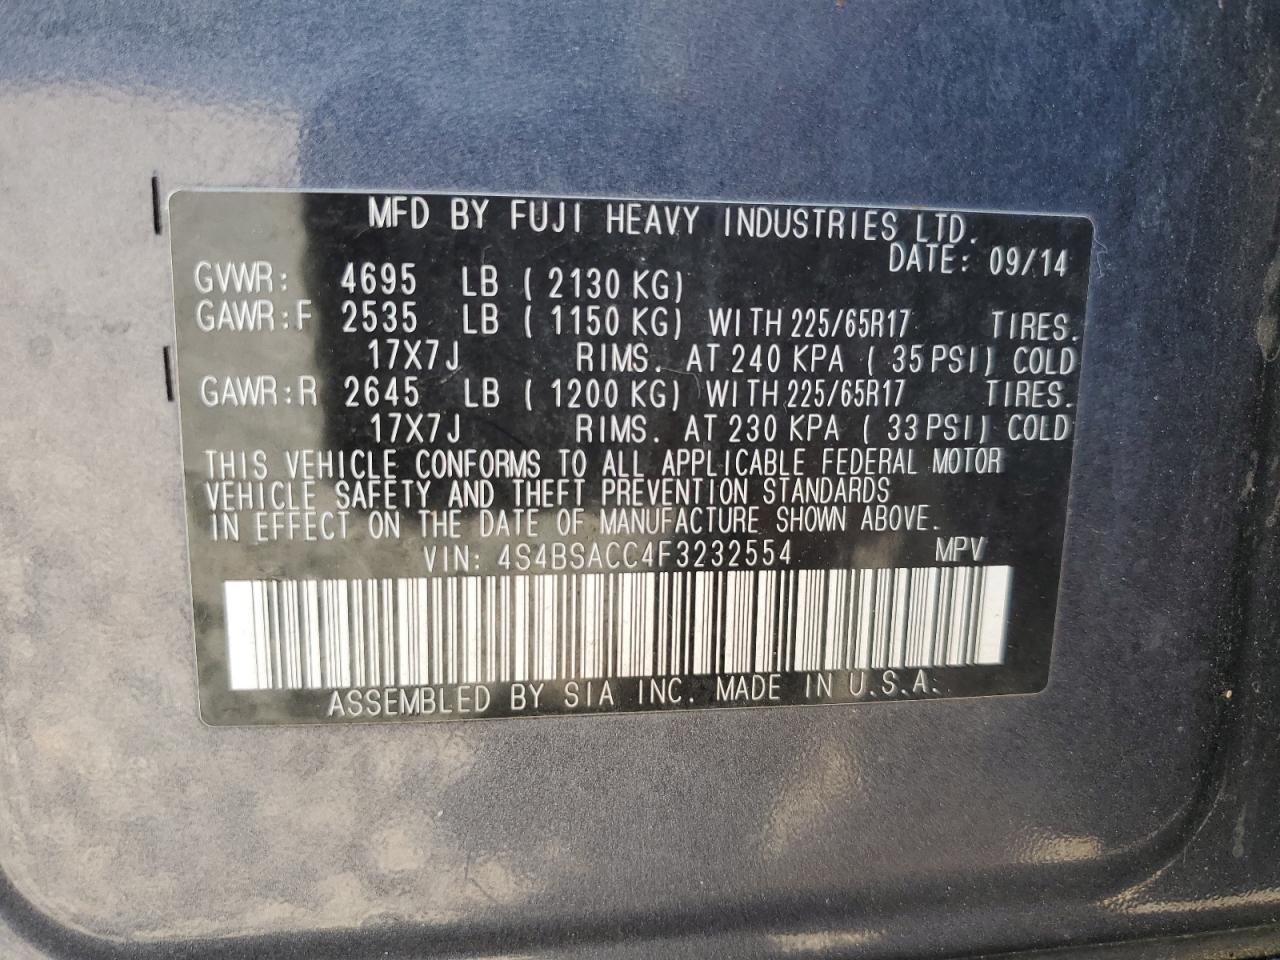 MFD BY FUJI HEAVY INDUSTRIES LTD.
DATE: 09/14
GVWR: 4695 LB ( 2130 KG)
GAWR:F 2535 LB ( 1150 KG) WITH 225/65R17 TIRES.
17X7J RIMS. AT 240 KPA ( 35 PSI) COLD
GAWR:R 2645 LB ( 1200 KG) WITH 225/65R17 TIRES.
17X7J RIMS. AT 230 KPA ( 33 PSI) COLD
THIS VEHICLE CONFORMS TO ALL APPLICABLE FEDERAL MOTOR
VEHICLE SAFETY AND THEFT PREVENTION STANDARDS
IN EFFECT ON THE DATE OF MANUFACTURE SHOWN ABOVE.
VIN: 4S4BSACC4F3232554 MPV
ASSEMBLED BY SIA INC. MADE IN U.S.A.